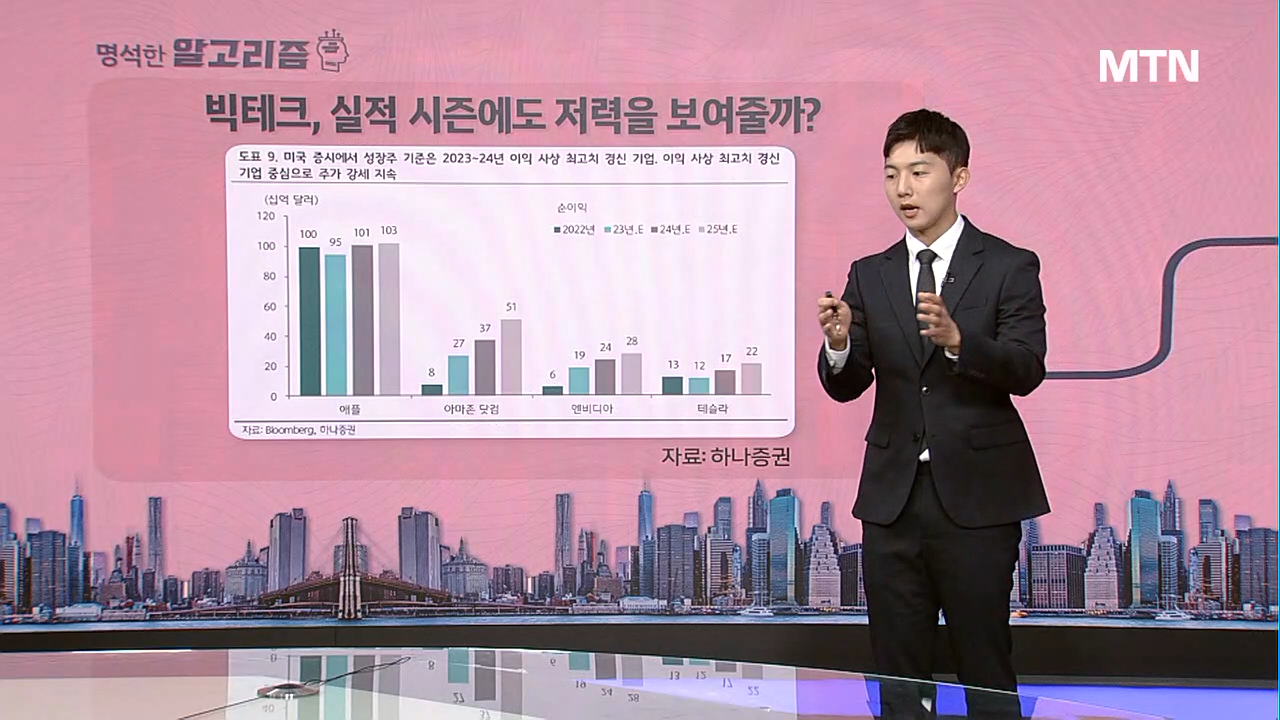 명석한 알고리즘
MTN
빅테크, 실적 시즌에도 저력을 보여줄까?
도표 9. 미국 증시에서 성장주 기준은 2023~24년 이익 사상 최고치 경신 기업. 이익 사상 최고치 경신
기업 중심으로 주가 강세 지속
(십억 달러)
순이익
2022년 23년.E 24년.E 25년.E
120
100
80
60
40
20
0
100 95 101 103
8 27 37 51
6 19 24 28
13 12 17 22
애플 아마존 닷컴 엔비디아 테슬라
자료: Bloomberg, 하나증권
자료: 하나증권